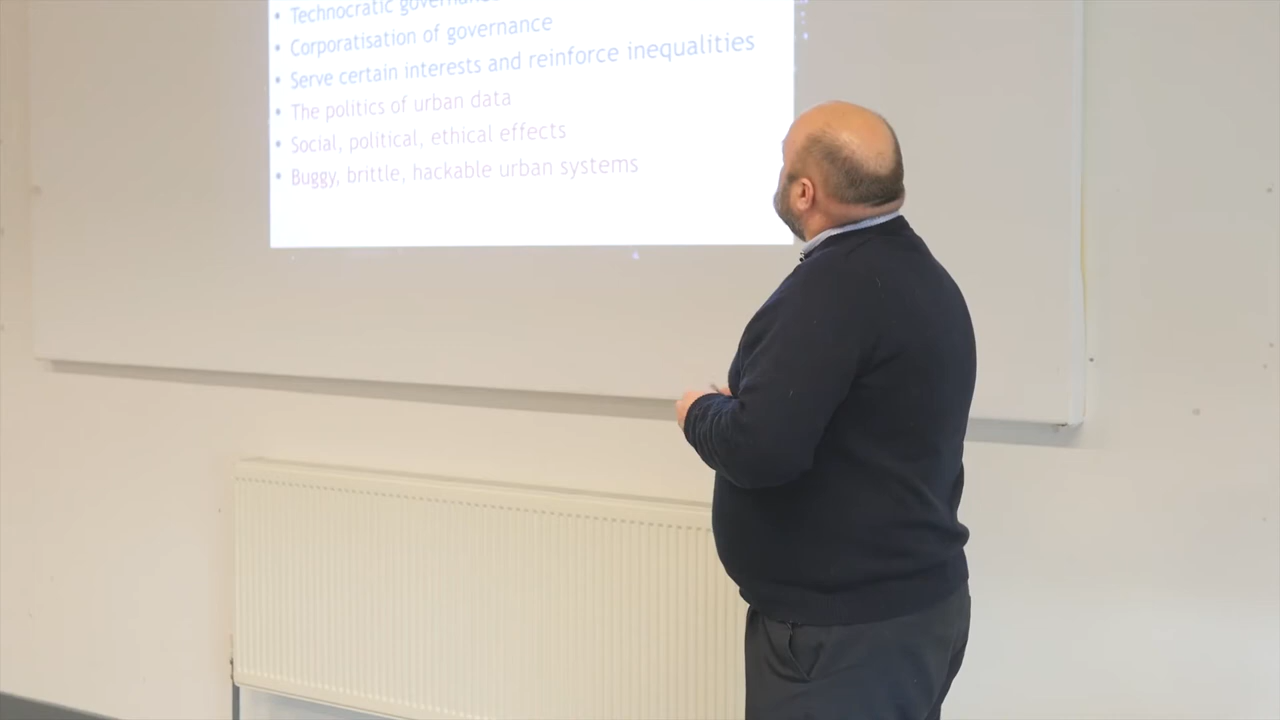 • Technocratic
• Corporatisation of governance
• Serve certain interests and reinforce inequalities
• The politics of urban data
• Social, political, ethical effects
• Buggy, brittle, hackable urban systems